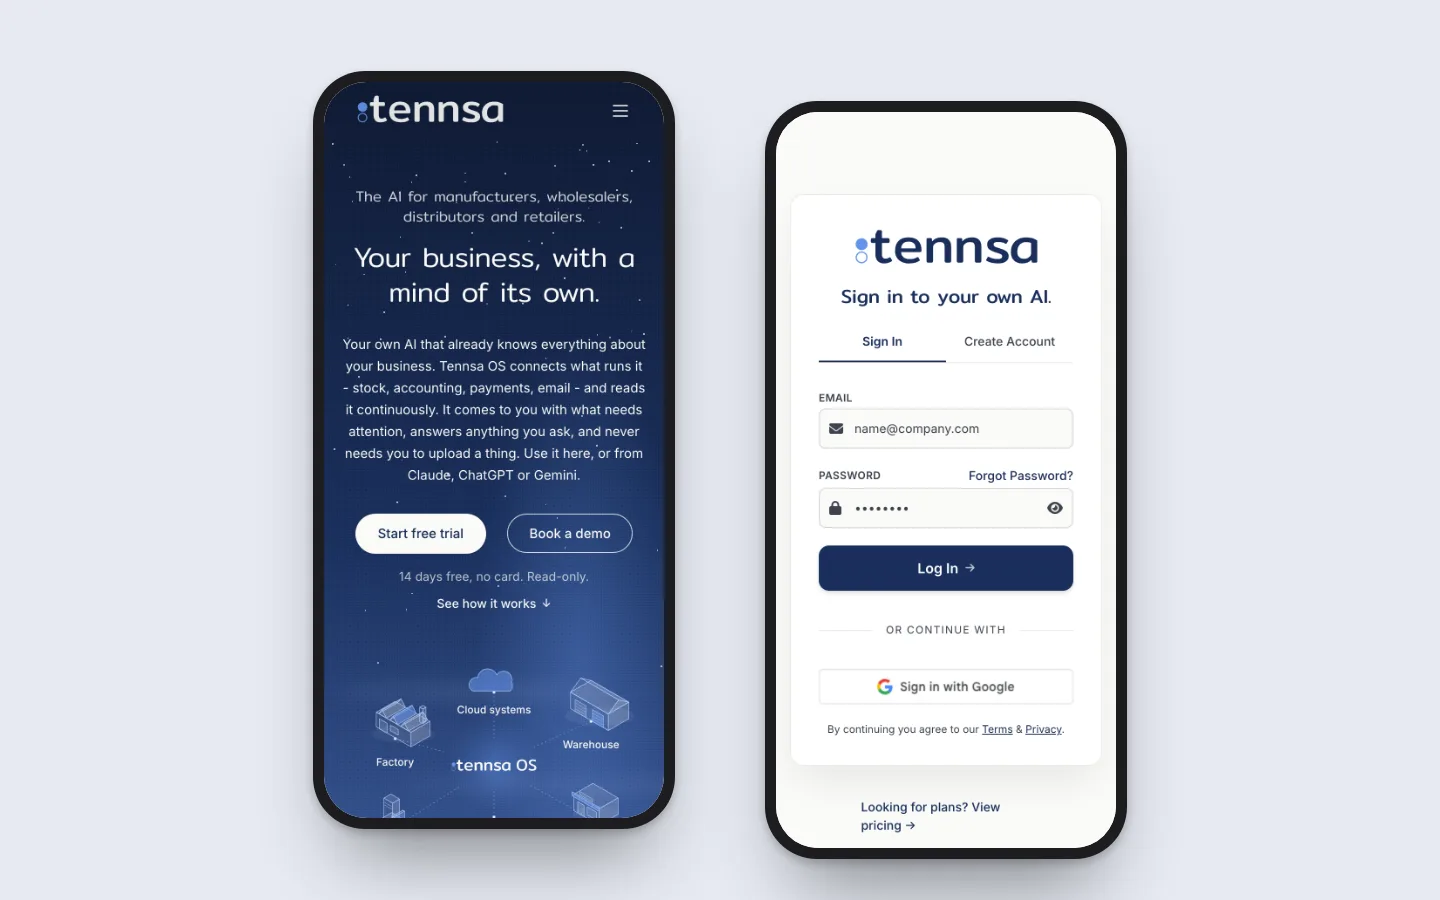 tennsa
The AI for manufacturers, wholesalers,
distributors and retailers.
Your business, with a
mind of its own.
Your own AI that already knows everything about
your business. Tennsa OS connects what runs it
- stock, accounting, payments, email - and reads
it continuously. It comes to you with what needs
attention, answers anything you ask, and never
needs you to upload a thing. Use it here, or from
Claude, ChatGPT or Gemini.
Start free trial
Book a demo
14 days free, no card. Read-only.
See how it works ↓
Cloud systems
Warehouse
Factory
tennsa OS
tennsa
Sign in to your own AI.
Sign In
Create Account
EMAIL
name@company.com
PASSWORD
Forgot Password?
••••••••
Log In →
OR CONTINUE WITH
Sign in with Google
By continuing you agree to our Terms & Privacy.
Looking for plans? View
pricing →